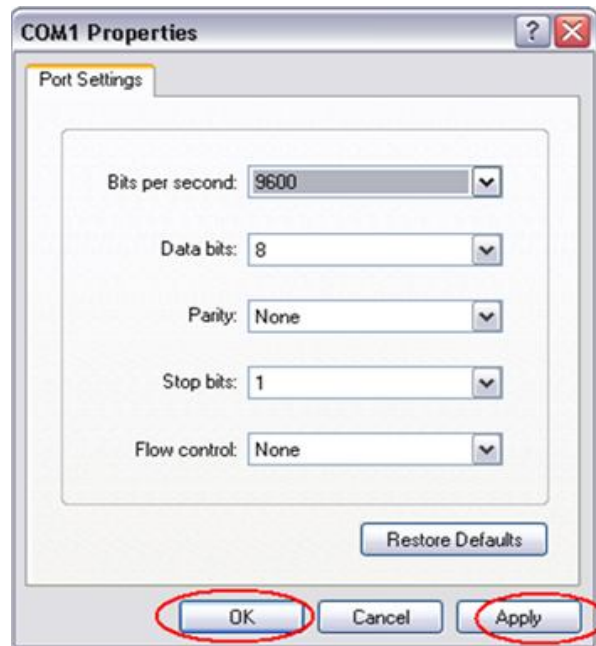 COM1 Properties
Port Settings
Bits per second: 9600
Data bits: 8
Parity: None
Stop bits: 1
Flow control: None
Restore Defaults
OK Cancel Apply